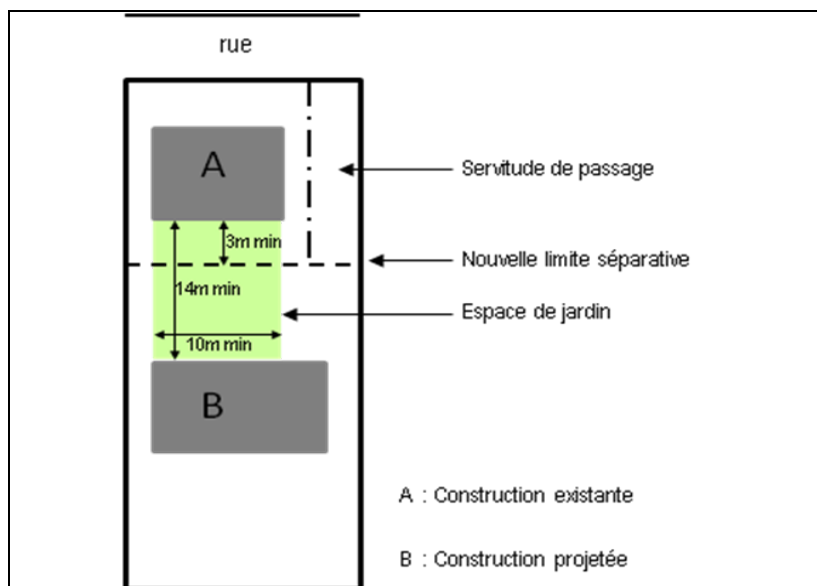 rue
A
Servitude de passage
3m min
Nouvelle limite séparative
14m min
Espace de jardin
10m min
B
A : Construction existante
B : Construction projetée